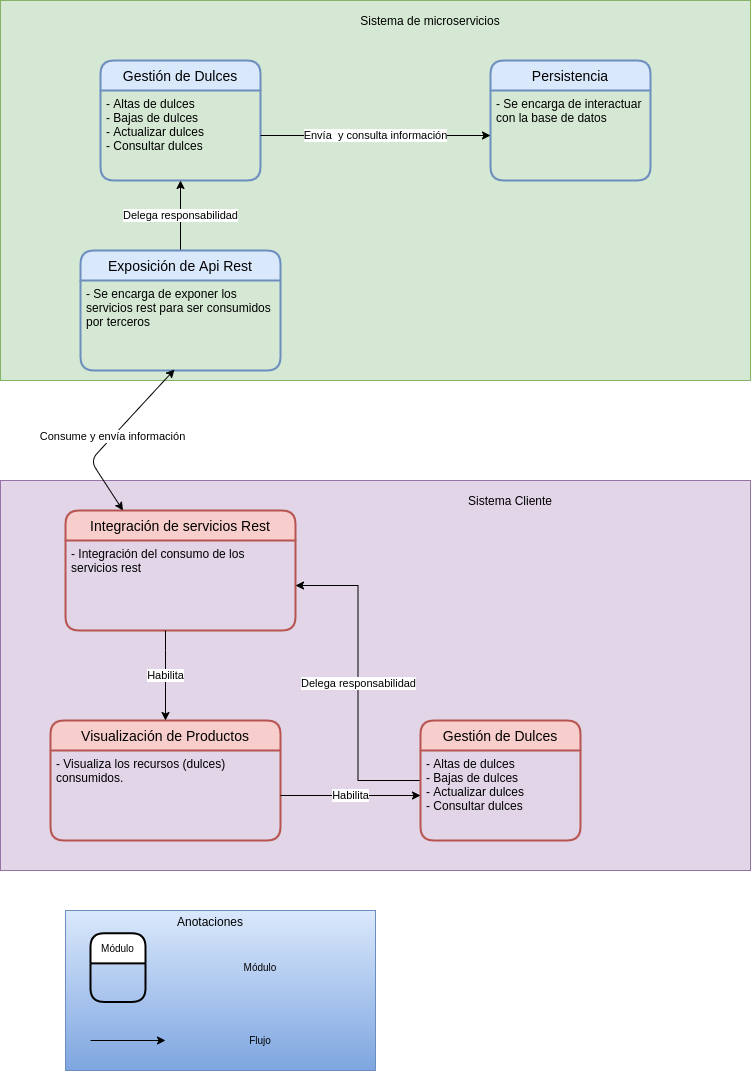 Sistema de microservicios
Gestión de Dulces
- Altas de dulces
- Bajas de dulces
- Actualizar dulces
- Consultar dulces
Envía  y consulta información
Persistencia
- Se encarga de interactuar
con la base de datos
Delega responsabilidad
Exposición de Api Rest
- Se encarga de exponer los
servicios rest para ser consumidos
por terceros
Consume y envía información
Sistema Cliente
Integración de servicios Rest
- Integración del consumo de los
servicios rest
Habilita
Delega responsabilidad
Visualización de Productos
- Visualiza los recursos (dulces)
consumidos.
Habilita
Gestión de Dulces
- Altas de dulces
- Bajas de dulces
- Actualizar dulces
- Consultar dulces
Anotaciones
Módulo
Módulo
Flujo